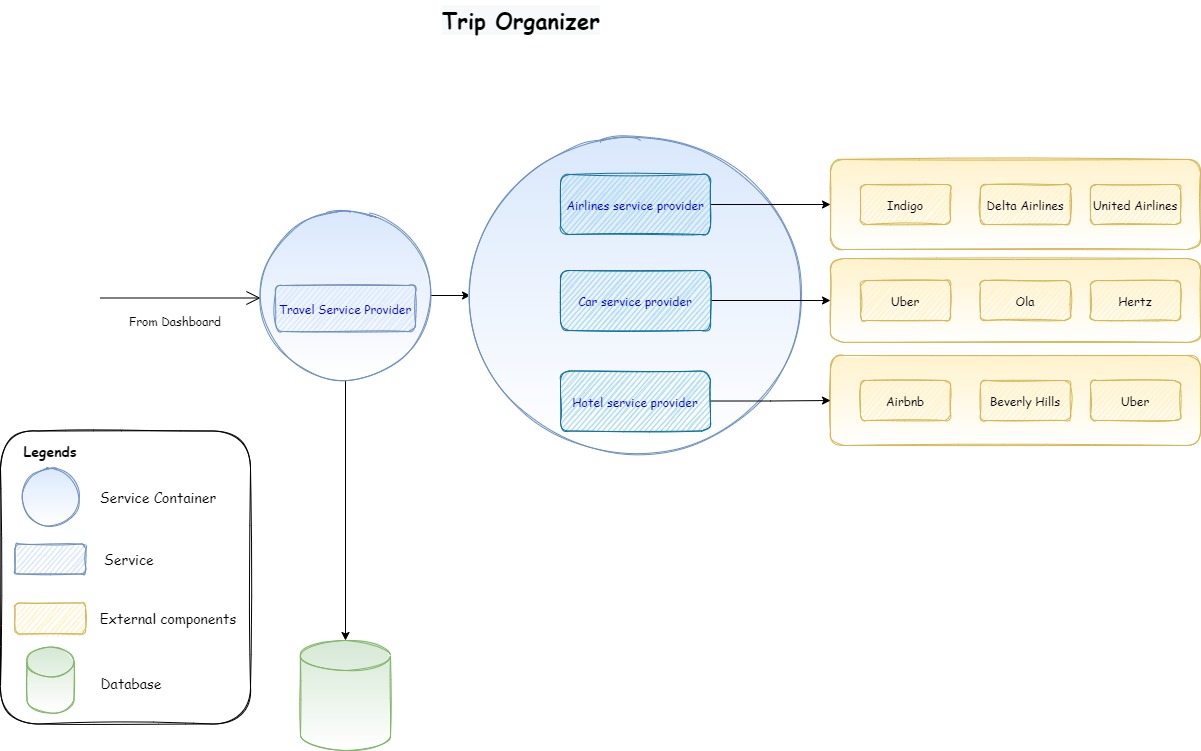 Trip Organizer
Airlines service provider
Indigo
Delta Airlines
United Airlines
Travel Service Provider
From Dashboard
Car service provider
Uber
Ola
Hertz
Hotel service provider
Airbnb
Beverly Hills
Uber
Legends
Service Container
Service
External components
Database